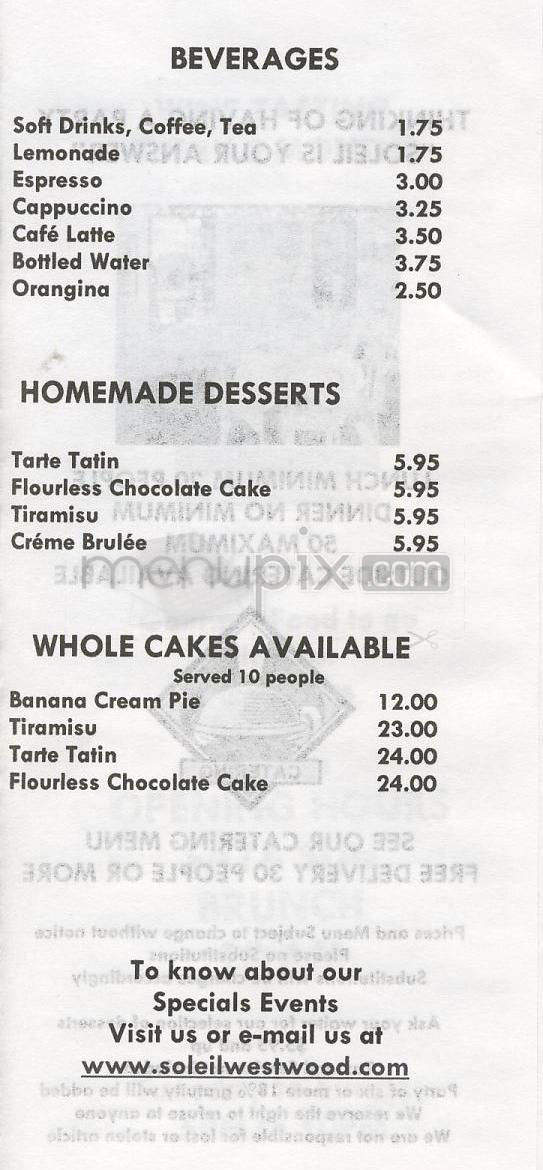 BEVERAGES
Soft Drinks, Coffee, Tea 1.75
Lemonade 1.75
Espresso 3.00
Cappuccino 3.25
Café Latte 3.50
Bottled Water 3.75
Orangina 2.50
HOMEMADE DESSERTS
Tarte Tatin 5.95
Flourless Chocolate Cake 5.95
Tiramisu 5.95
Créme Brulée 5.95
menupix.com
WHOLE CAKES AVAILABLE
Served 10 people
Banana Cream Pie 12.00
Tiramisu 23.00
Tarte Tatin 24.00
Flourless Chocolate Cake 24.00
To know about our
Specials Events
Visit us or e-mail us at
www.soleilwestwood.com